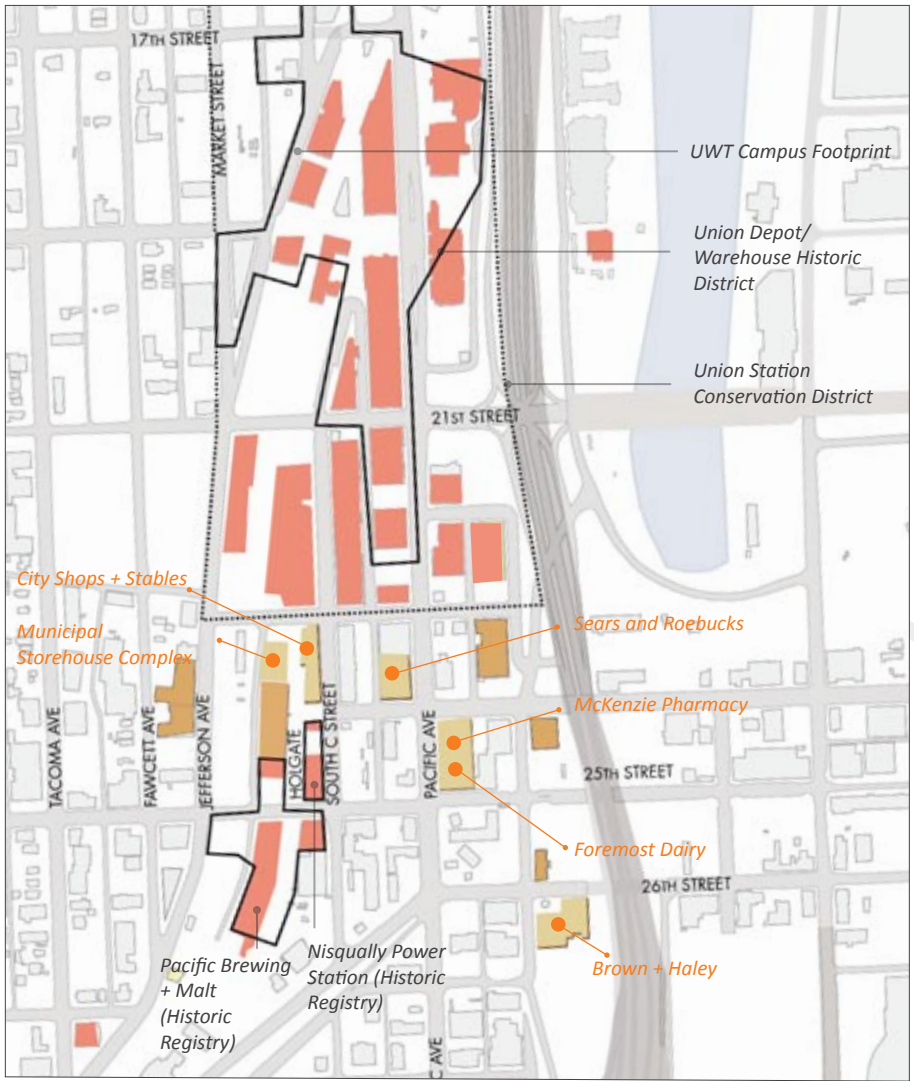 17TH STREET
MARKET STREET
UWT Campus Footprint
Union Depot/
Warehouse Historic
District
Union Station
Conservation District
21ST STREET
City Shops + Stables
Municipal
Storehouse Complex
Sears and Roebucks
McKenzie Pharmacy
TACOMA AVE
FAWCETT AVE
JEFFERSON AVE
HOLGATE
SOUTH C STREET
PACIFIC AVE
25TH STREET
Foremost Dairy
26TH STREET
Brown + Haley
Pacific Brewing
+ Malt
(Historic
Registry)
Nisqually Power
Station (Historic
Registry)
C AVE